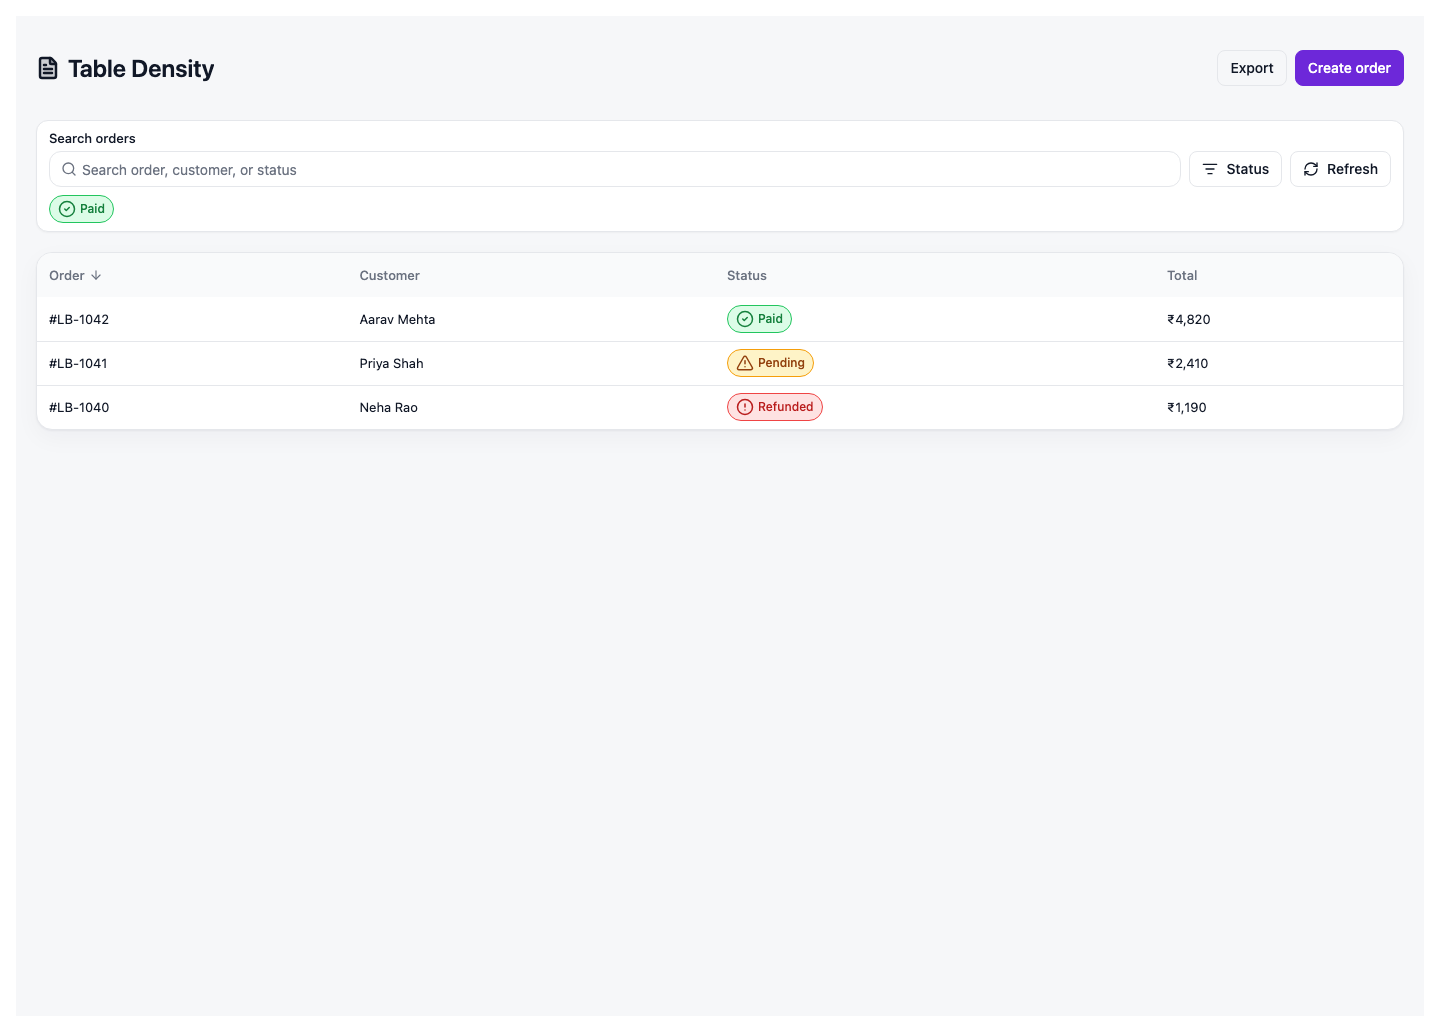 Table Density
Export
Create order
Search orders
Search order, customer, or status
Status
Refresh
Paid
Order Customer Status Total
#LB-1042 Aarav Mehta Paid ₹4,820
#LB-1041 Priya Shah Pending ₹2,410
#LB-1040 Neha Rao Refunded ₹1,190